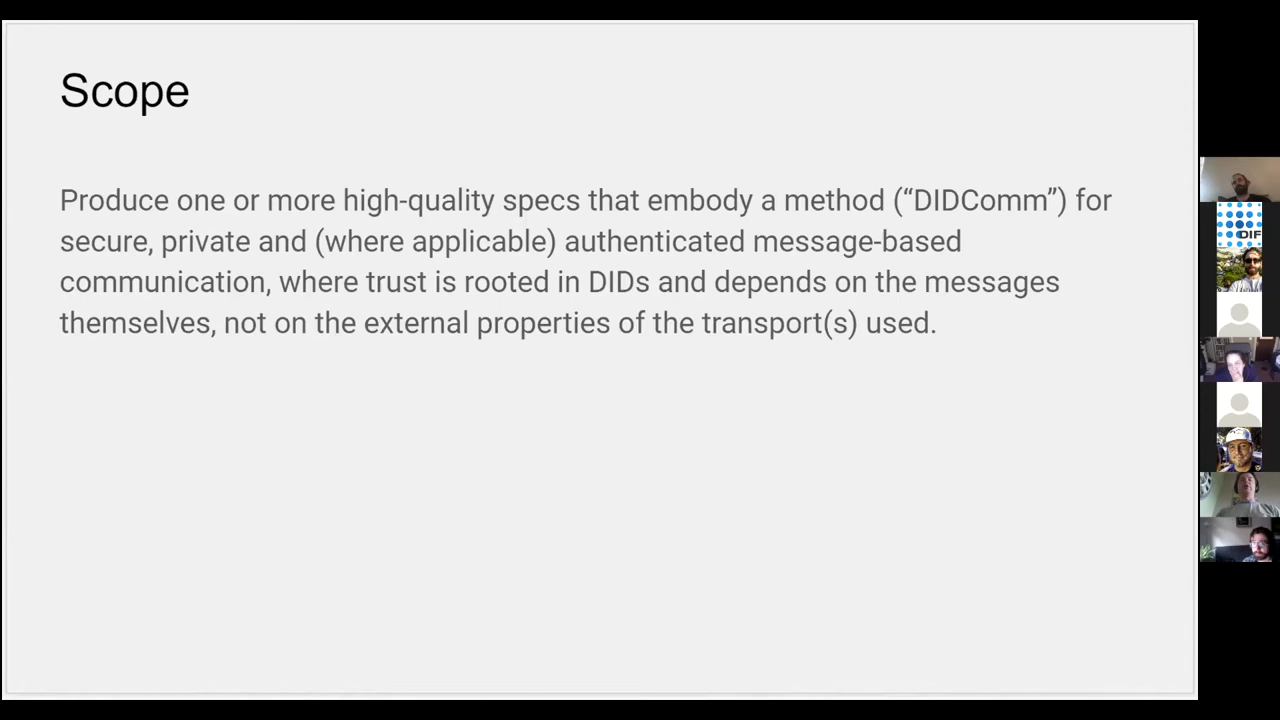 Scope
Produce one or more high-quality specs that embody a method (“DIDComm”) for
secure, private and (where applicable) authenticated message-based
communication, where trust is rooted in DIDs and depends on the messages
themselves, not on the external properties of the transport(s) used.
DIF